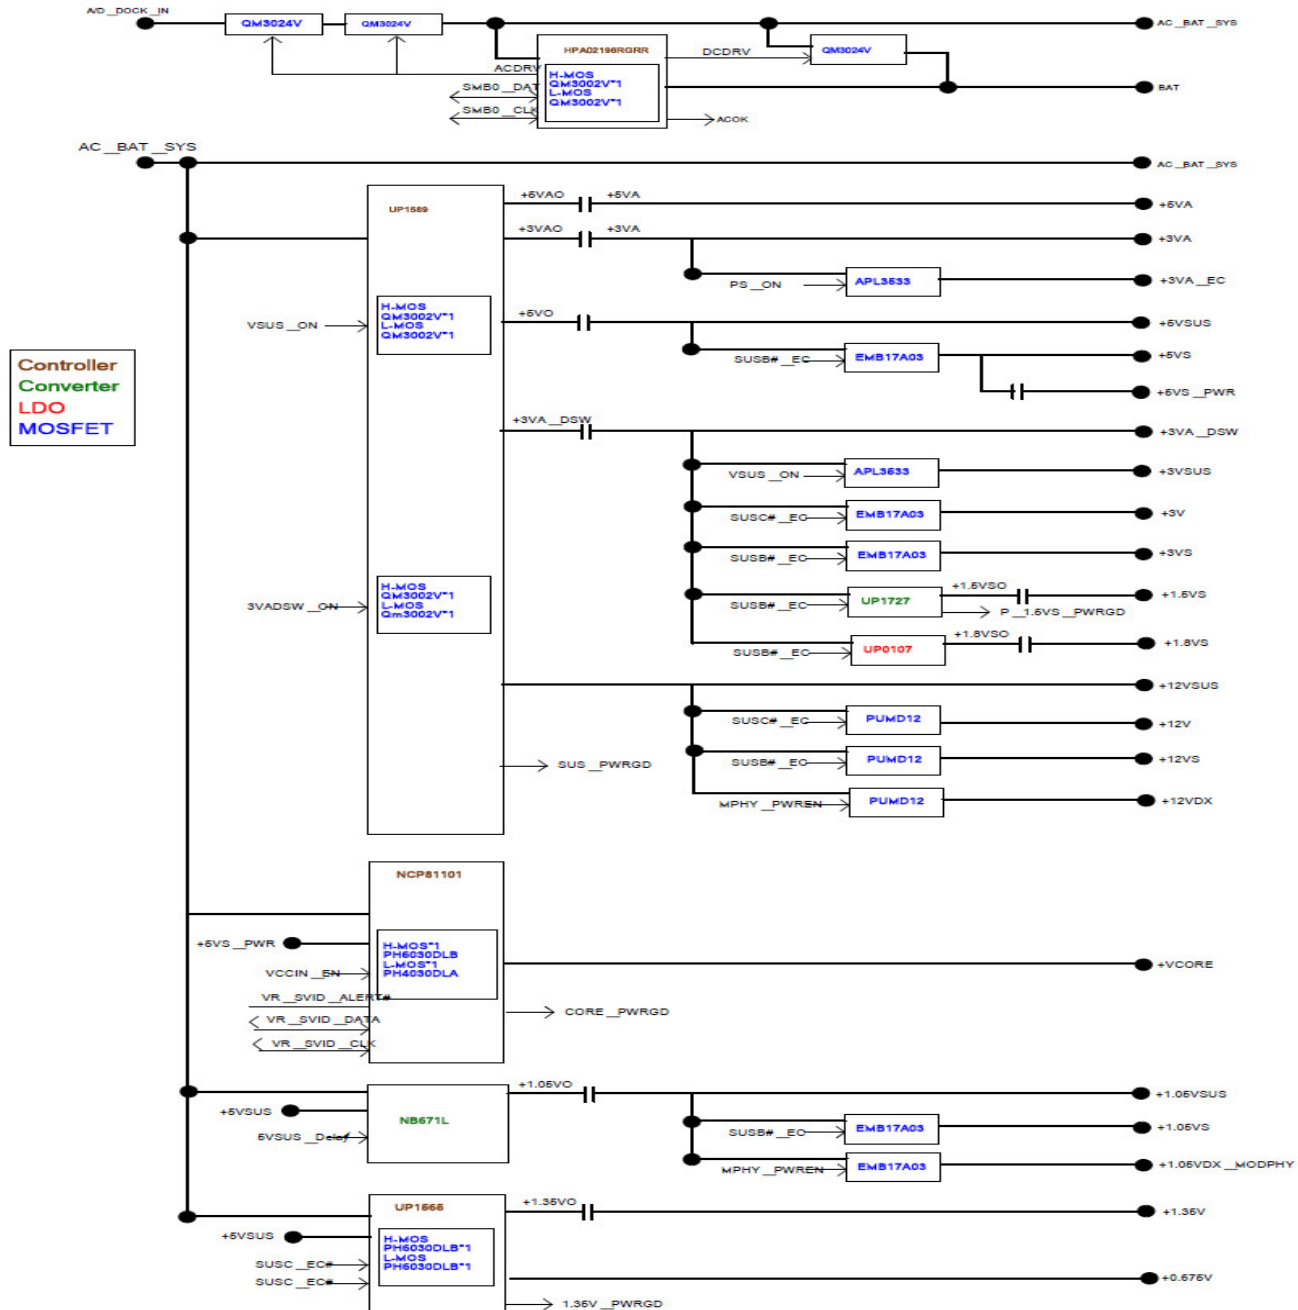 A/D_DOCK_IN
QM3024V
QM3024V
AC_BAT_SYS
HPA02196RGRR
DCDRV
QM3024V
ACDRV
H-MOS
QM3002V*1
L-MOS
QM3002V*1
SMB0_DAT
BAT
SMB0_CLK
ACOK
AC_BAT_SYS
AC_BAT_SYS
UP1589
+5VAO
+5VA
+5VA
+3VAO
+3VA
+3VA
PS_ON
APL3533
+3VA_EC
H-MOS
QM3002V*1
L-MOS
QM3002V*1
VSUS_ON
+5VO
+5VSUS
SUSB#_EC
EMB17A03
+5VS
+5VS_PWR
Controller
Converter
LDO
MOSFET
+3VA_DSW
+3VA_DSW
VSUS_ON
APL3533
+3VSUS
SUSC#_EC
EMB17A03
+3V
SUSB#_EC
EMB17A03
+3VS
H-MOS
QM3002V*1
L-MOS
Qm3002V*1
3VADSW_ON
SUSB#_EC
UP1727
+1.5VSO
+1.5VS
P_1.5VS_PWRGD
SUSB#_EC
UP0107
+1.8VSO
+1.8VS
+12VSUS
SUSC#_EC
PUMD12
+12V
SUSB#_EC
PUMD12
+12VS
SUS_PWRGD
MPHY_PWREN
PUMD12
+12VDX
NCP81101
+5VS_PWR
H-MOS*1
PH6030DLB
L-MOS*1
PH4030DLA
VCCIN_EN
+VCORE
VR_SVID_ALERT#
CORE_PWRGD
VR_SVID_DATA
VR_SVID_CLK
NB671L
+1.05VO
+1.05VSUS
+5VSUS
5VSUS_Delay
SUSB#_EC
EMB17A03
+1.05VS
MPHY_PWREN
EMB17A03
+1.05VDX_MODPHY
UP1565
+1.35VO
+1.35V
+5VSUS
H-MOS
PH6030DLB*1
L-MOS
PH6030DLB*1
SUSC_EC#
SUSC_EC#
+0.675V
1.35V_PWRGD